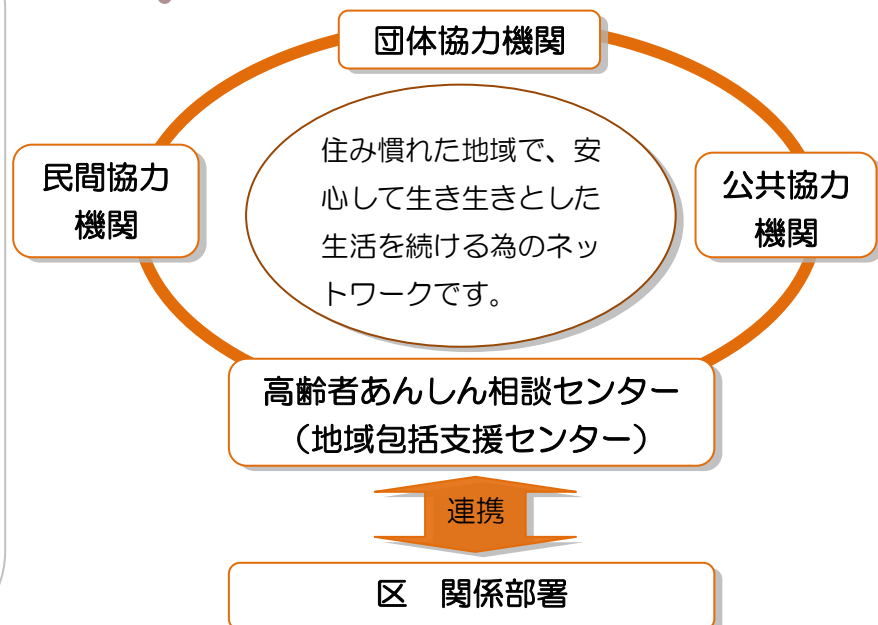 団体協力機関
民間協力
機関
住み慣れた地域で、安
心して生き生きとした
生活を続ける為のネッ
トワークです。
公共協力
機関
高齢者あんしん相談センター
（地域包括支援センター）
連携
区　関係部署